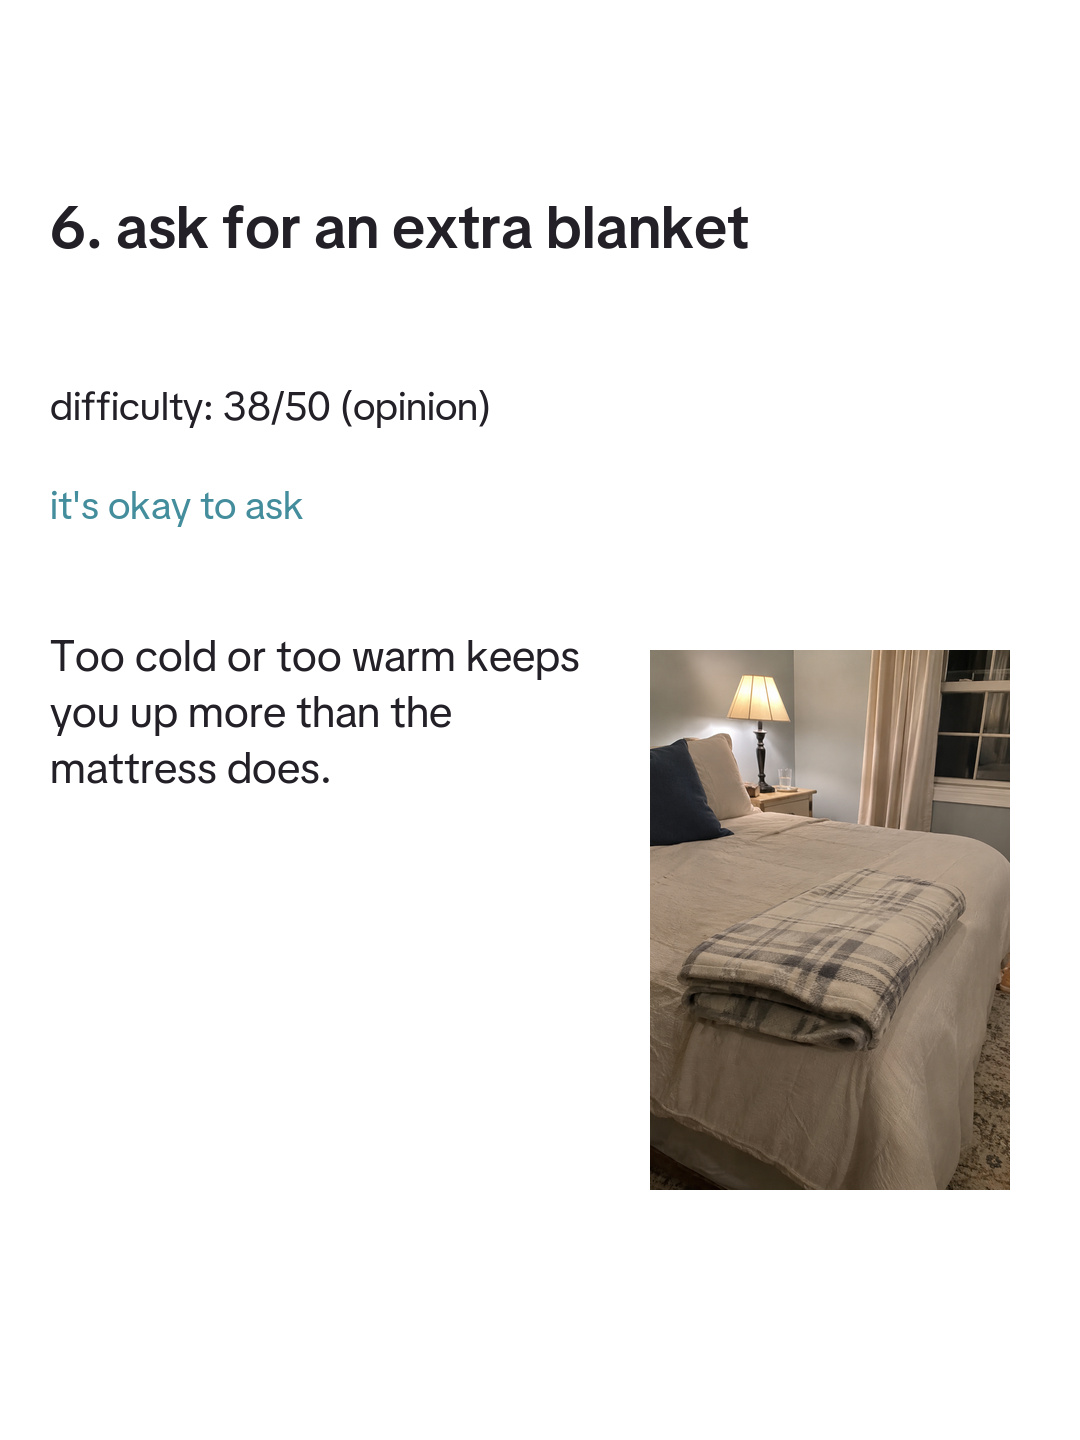 6. ask for an extra blanket
difficulty: 38/50 (opinion)
it's okay to ask
Too cold or too warm keeps
you up more than the
mattress does.